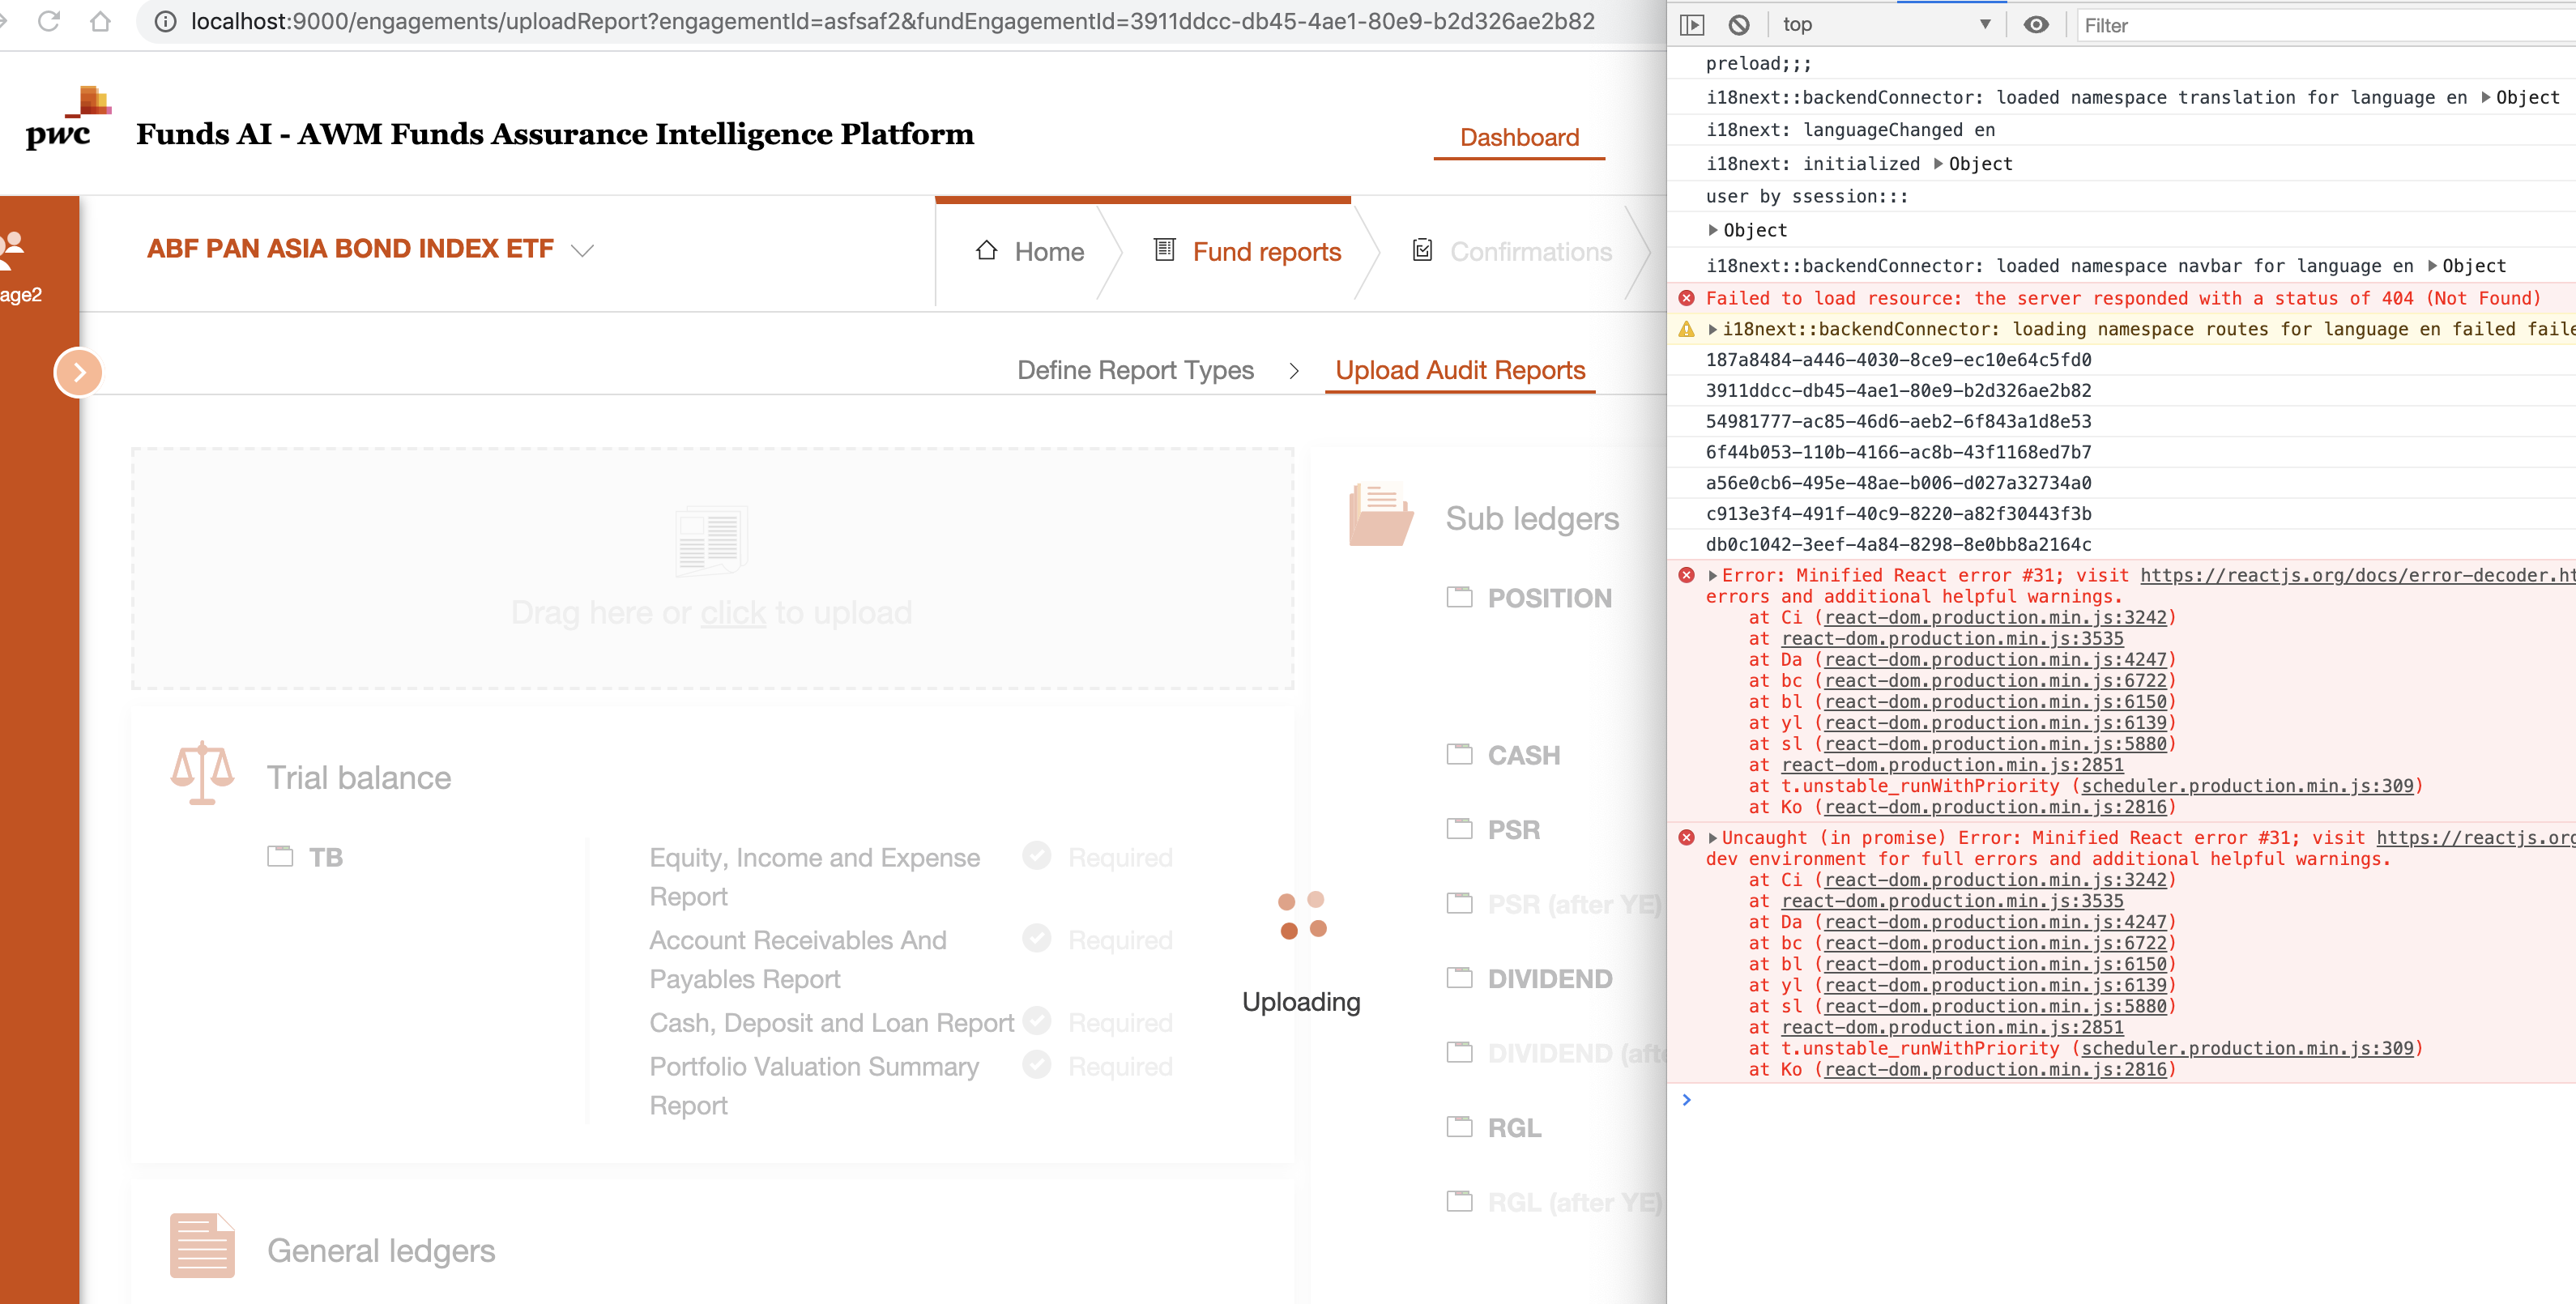 localhost:9000/engagements/uploadReport?engagementId=asfsaf2&fundEngagementId=3911ddcc-db45-4ae1-80e9-b2d326ae2b82
pwc
Funds AI - AWM Funds Assurance Intelligence Platform
Dashboard
age2
ABF PAN ASIA BOND INDEX ETF
Home
Fund reports
Confirmations
Define Report Types > Upload Audit Reports
Drag here or click to upload
Trial balance
TB
Equity, Income and Expense Report
Required
Account Receivables And Payables Report
Required
Cash, Deposit and Loan Report
Required
Portfolio Valuation Summary Report
Required
General ledgers
Uploading
Sub ledgers
POSITION
CASH
PSR
PSR (after YE)
DIVIDEND
DIVIDEND (afte
RGL
RGL (after YE)
top
Filter
preload;;;
i18next::backendConnector: loaded namespace translation for language en ▶Object
i18next: languageChanged en
i18next: initialized ▶Object
user by ssession:::
▶Object
i18next::backendConnector: loaded namespace navbar for language en ▶Object
Failed to load resource: the server responded with a status of 404 (Not Found)
▶i18next::backendConnector: loading namespace routes for language en failed faile
187a8484-a446-4030-8ce9-ec10e64c5fd0
3911ddcc-db45-4ae1-80e9-b2d326ae2b82
54981777-ac85-46d6-aeb2-6f843a1d8e53
6f44b053-110b-4166-ac8b-43f1168ed7b7
a56e0cb6-495e-48ae-b006-d027a32734a0
c913e3f4-491f-40c9-8220-a82f30443f3b
db0c1042-3eef-4a84-8298-8e0bb8a2164c
▶Error: Minified React error #31; visit https://reactjs.org/docs/error-decoder.ht
errors and additional helpful warnings.
at Ci (react-dom.production.min.js:3242)
at react-dom.production.min.js:3535
at Da (react-dom.production.min.js:4247)
at bc (react-dom.production.min.js:6722)
at bl (react-dom.production.min.js:6150)
at yl (react-dom.production.min.js:6139)
at sl (react-dom.production.min.js:5880)
at react-dom.production.min.js:2851
at t.unstable_runWithPriority (scheduler.production.min.js:309)
at Ko (react-dom.production.min.js:2816)
▶Uncaught (in promise) Error: Minified React error #31; visit https://reactjs.org
dev environment for full errors and additional helpful warnings.
at Ci (react-dom.production.min.js:3242)
at react-dom.production.min.js:3535
at Da (react-dom.production.min.js:4247)
at bc (react-dom.production.min.js:6722)
at bl (react-dom.production.min.js:6150)
at yl (react-dom.production.min.js:6139)
at sl (react-dom.production.min.js:5880)
at react-dom.production.min.js:2851
at t.unstable_runWithPriority (scheduler.production.min.js:309)
at Ko (react-dom.production.min.js:2816)